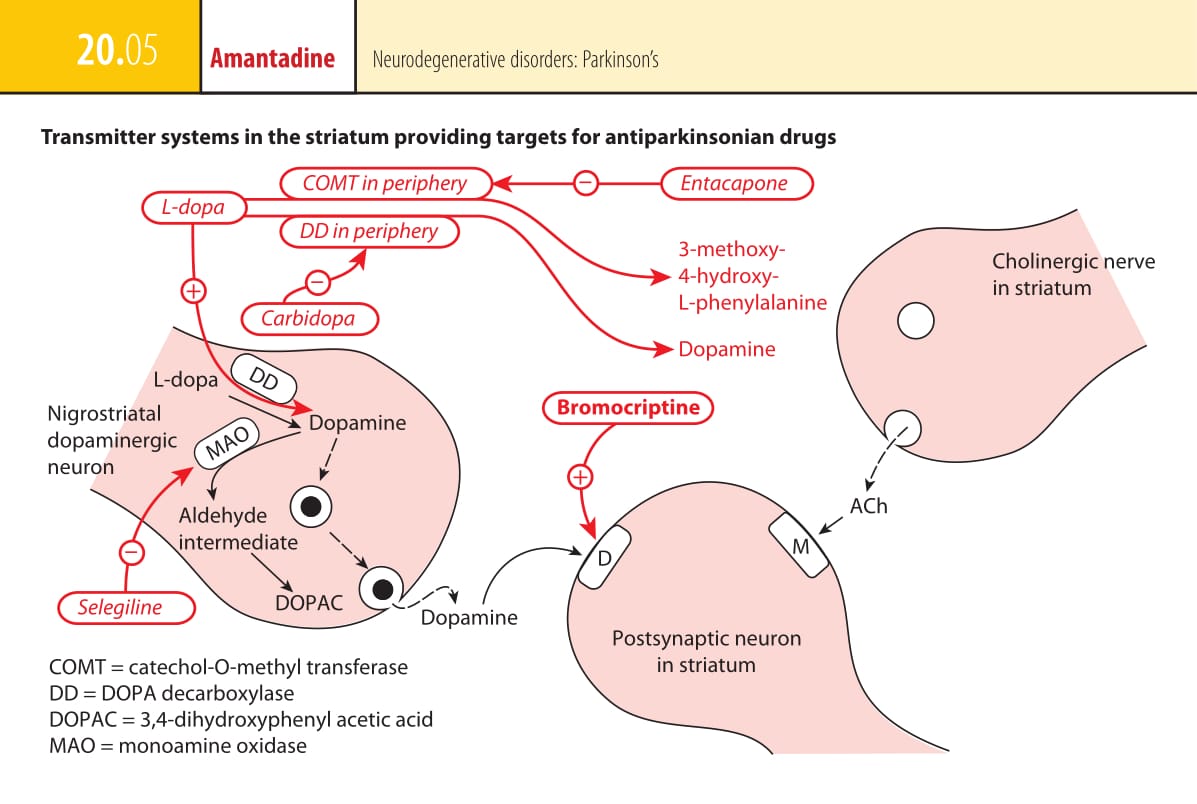 20.05
Amantadine
Neurodegenerative disorders: Parkinson's
Transmitter systems in the striatum providing targets for antiparkinsonian drugs
COMT in periphery
−
Entacapone
L-dopa
DD in periphery
3-methoxy-
4-hydroxy-
L-phenylalanine
Cholinergic nerve
in striatum
+
−
Carbidopa
Dopamine
L-dopa
DD
Nigrostriatal
dopaminergic
neuron
MAO
Dopamine
Bromocriptine
+
ACh
Aldehyde
intermediate
−
D
M
Selegiline
DOPAC
Dopamine
Postsynaptic neuron
in striatum
COMT = catechol-O-methyl transferase
DD = DOPA decarboxylase
DOPAC = 3,4-dihydroxyphenyl acetic acid
MAO = monoamine oxidase